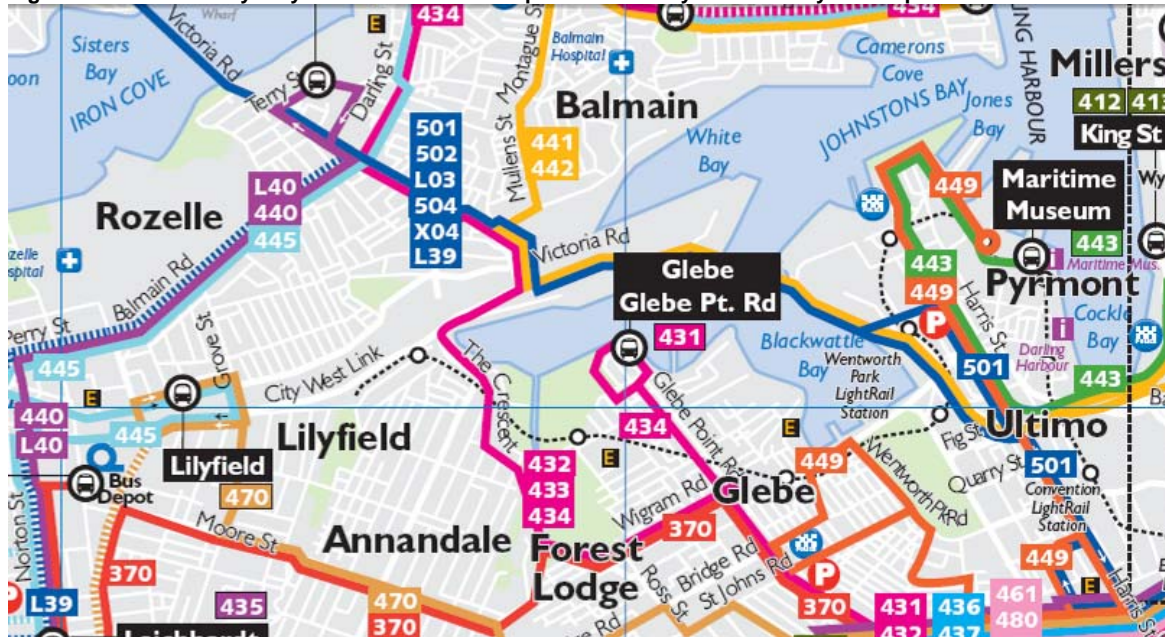 Wharf
434
434
Victoria Rd
Darling St
E
Montague St
Balmain
Hospital
Sisters
Bay
IRON COVE
Terry St
Camerons
Cove
JOHNSTONS BAY
Jones
Bay
Millers
412
413
King St
Balmain
White
Bay
Mullens St
441
442
501
502
L03
504
X04
L39
L40
440
445
Rozelle
449
Maritime
Museum
443
Maritime Mus.
Pyrmont
443
449
P
Harris St
Victoria Rd
Glebe
Glebe Pt. Rd
431
Balmain Rd
Perry St
445
Grove St
City West Link
The Crescent
Blackwattle
Bay
Wentworth
Park
LightRail
Station
501
Darling
Harbour
Cockle
Bay
443
Glebe Point Rd
434
E
440
L40
445
Lilyfield
Lilyfield
470
Bus
Depot
Ultimo
Fig St
Quarry St
501
Convention
LightRail
Station
E
449
E
Wentworth Pk Rd
432
433
434
Glebe
Wigram Rd
370
Norton St
Moore St
Annandale
Forest
Lodge
Bridge Rd
St Johns Rd
Ross St
P
449
E
Harris St
370
L39
435
Leichhardt
470
370
370
431
432
436
437
461
480